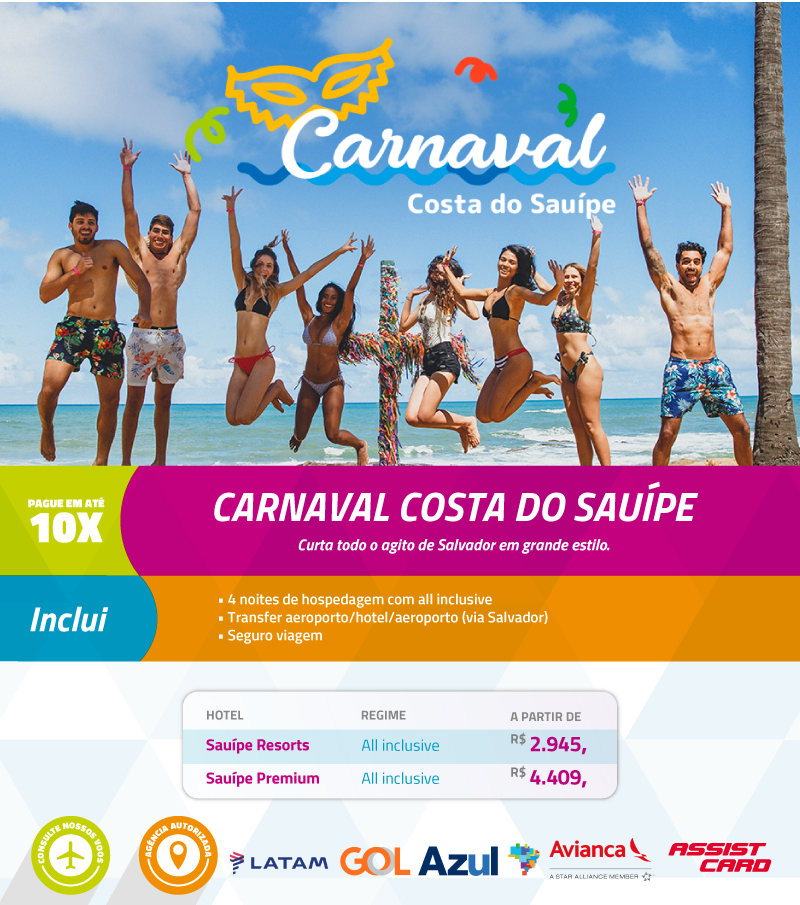 Carnaval
Costa do Sauípe
PAGUE EM ATÉ
10X
CARNAVAL COSTA DO SAUÍPE
Curta todo o agito de Salvador em grande estilo.
Inclui
• 4 noites de hospedagem com all inclusive
• Transfer aeroporto/hotel/aeroporto (via Salvador)
• Seguro viagem
HOTEL REGIME A PARTIR DE
Sauípe Resorts All inclusive R$ 2.945,
Sauípe Premium All inclusive R$ 4.409,
CONSULTE NOSSOS VOOS
AGÊNCIA AUTORIZADA
LATAM
GOL
Azul
Avianca
A STAR ALLIANCE MEMBER
ASSIST
CARD